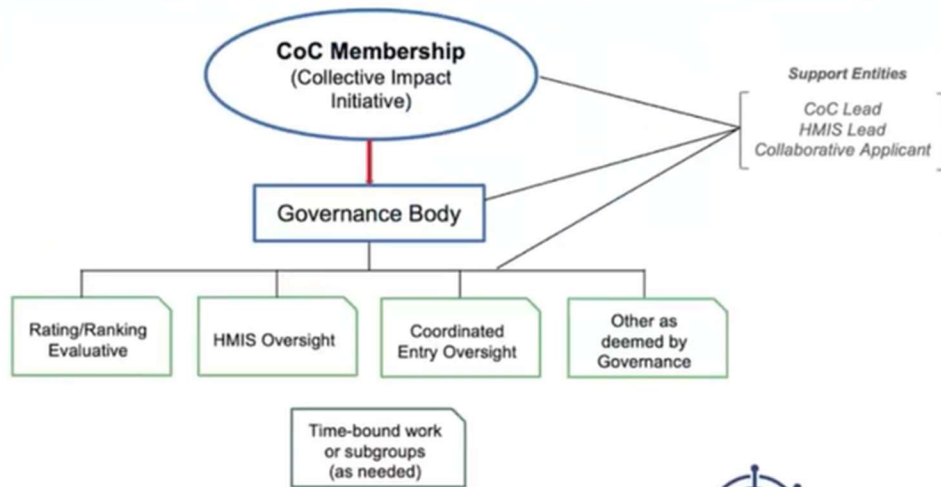 CoC Membership
(Collective Impact
Initiative)
Support Entities
CoC Lead
HMIS Lead
Collaborative Applicant
Governance Body
Rating/Ranking
Evaluative
HMIS Oversight
Coordinated
Entry Oversight
Other as
deemed by
Governance
Time-bound work
or subgroups
(as needed)